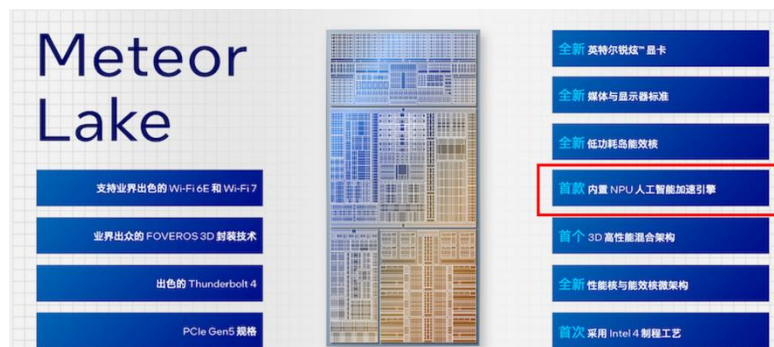 Meteor
Lake
支持业界出色的 Wi-Fi 6E 和 Wi-Fi 7
业界出众的 FOVEROS 3D 封装技术
出色的 Thunderbolt 4
PCIe Gen5 规格
全新 英特尔锐炫™ 显卡
全新 媒体与显示器标准
全新 低功耗岛能效核
首款 内置 NPU 人工智能加速引擎
首个 3D 高性能混合架构
全新 性能核与能效核微架构
首次 采用 Intel 4 制程工艺